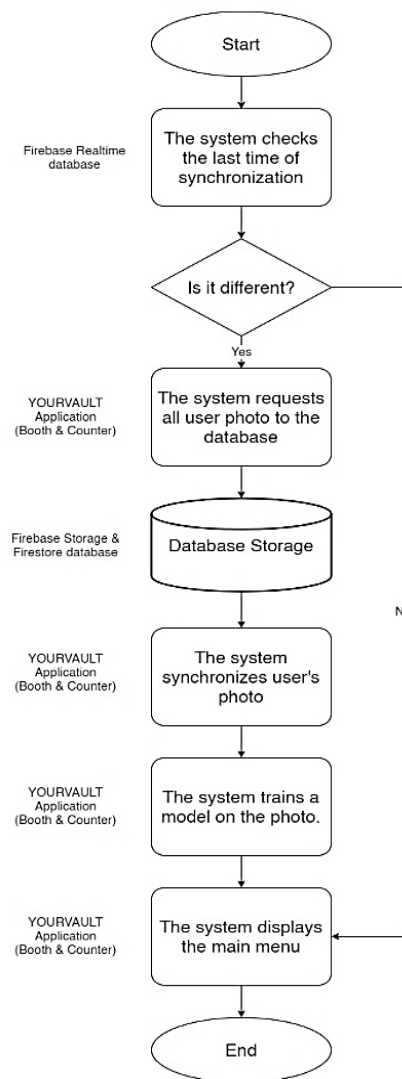 Start
Firebase Realtime
database
The system checks
the last time of
synchronization
Is it different?
Yes
YOURVAULT
Application
(Booth & Counter)
The system requests
all user photo to the
database
Firebase Storage &
Firestore database
Database Storage
N
YOURVAULT
Application
(Booth & Counter)
The system
synchronizes user's
photo
YOURVAULT
Application
(Booth & Counter)
The system trains a
model on the photo.
YOURVAULT
Application
(Booth & Counter)
The system displays
the main menu
End